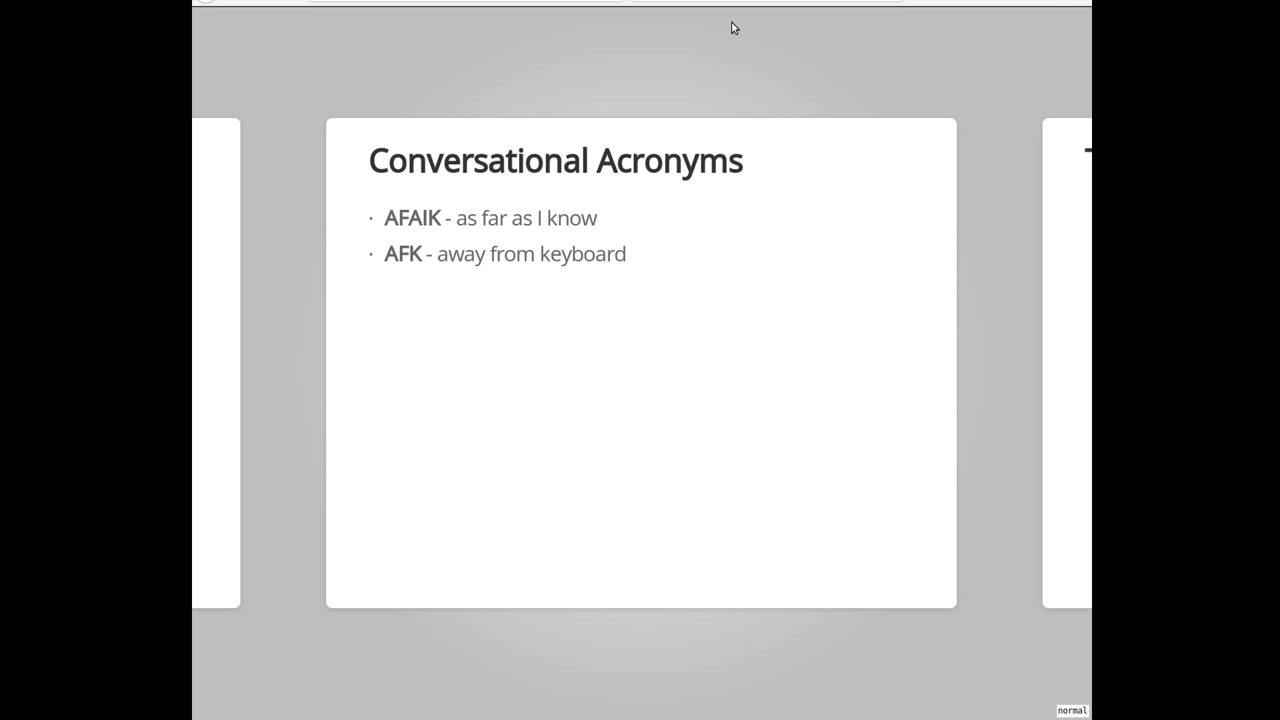 Conversational Acronyms
· AFAIK - as far as I know
· AFK - away from keyboard
normal